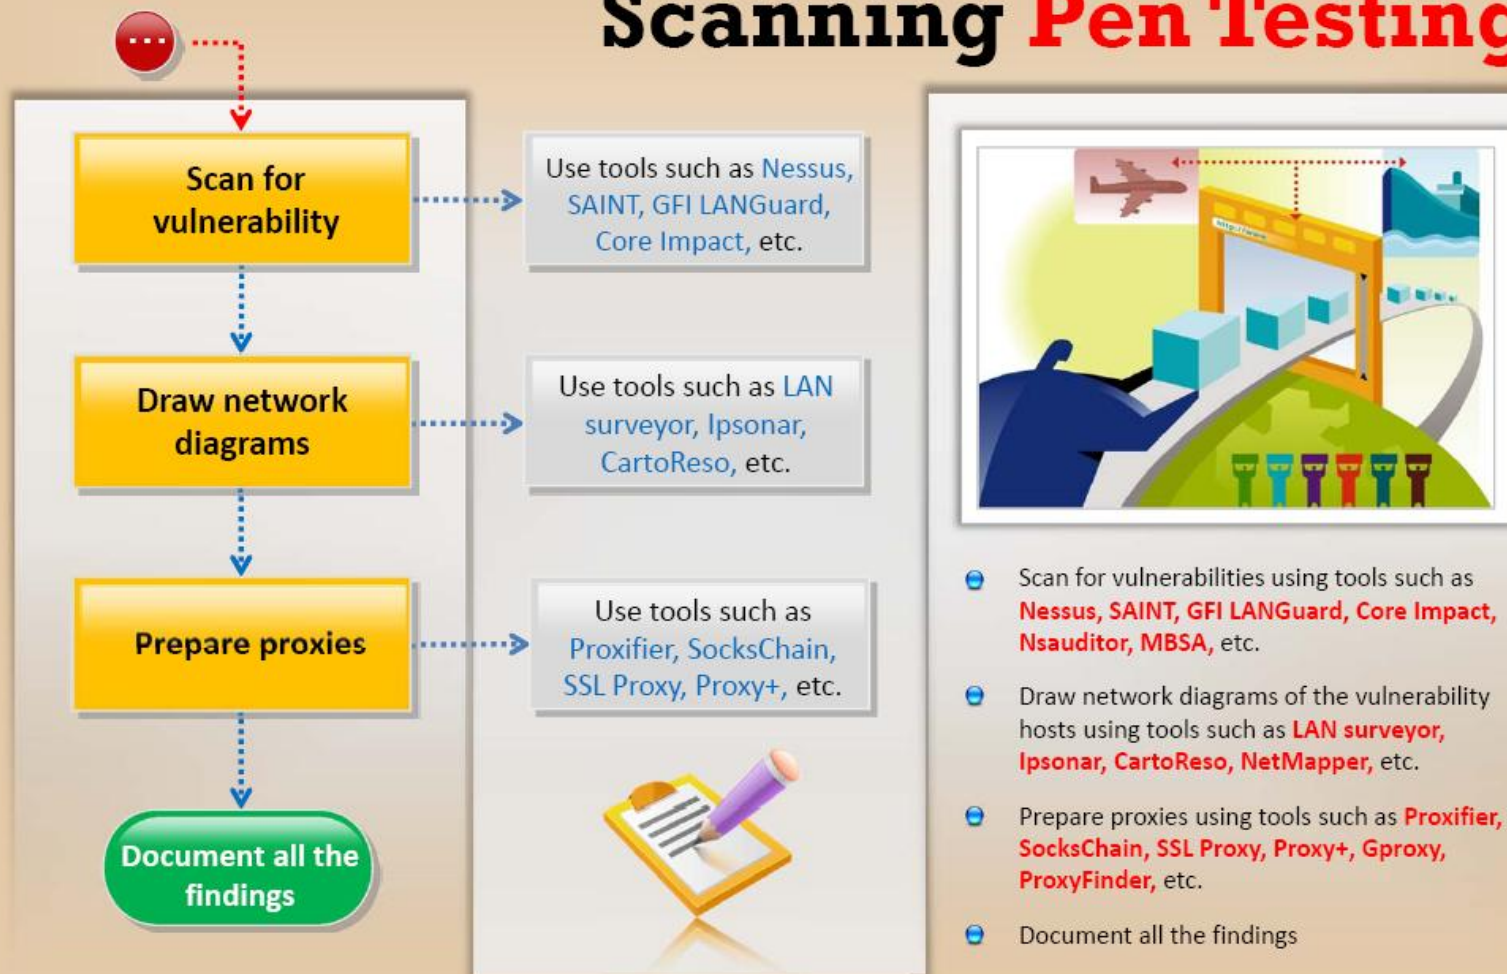 Scanning Pen Testing
...
Scan for
vulnerability
Use tools such as Nessus,
SAINT, GFI LANGuard,
Core Impact, etc.
Draw network
diagrams
Use tools such as LAN
surveyor, Ipsonar,
CartoReso, etc.
Prepare proxies
Use tools such as
Proxifier, SocksChain,
SSL Proxy, Proxy+, etc.
Document all the
findings
http://www
Scan for vulnerabilities using tools such as
Nessus, SAINT, GFI LANGuard, Core Impact,
Nsauditor, MBSA, etc.
Draw network diagrams of the vulnerability
hosts using tools such as LAN surveyor,
Ipsonar, CartoReso, NetMapper, etc.
Prepare proxies using tools such as Proxifier,
SocksChain, SSL Proxy, Proxy+, Gproxy,
ProxyFinder, etc.
Document all the findings